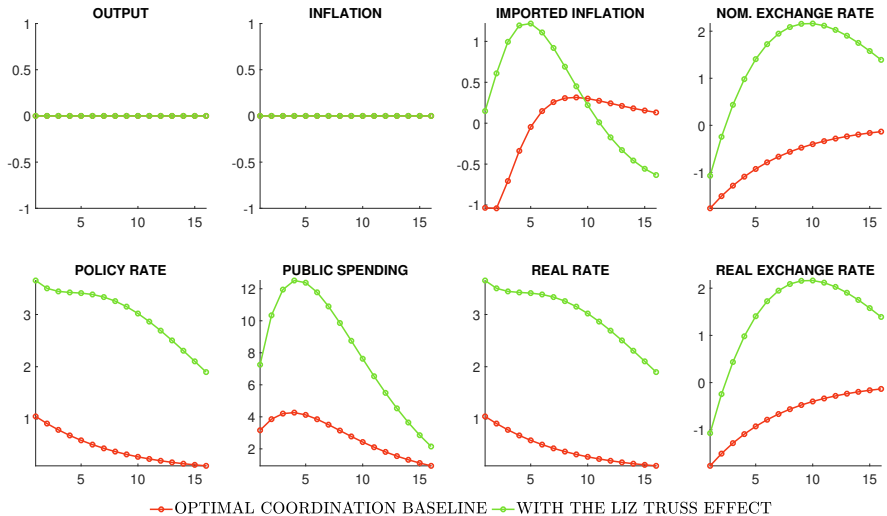 OUTPUT INFLATION IMPORTED INFLATION NOM. EXCHANGE RATE
1 1 1 2
0.5 0.5 0.5 1
0 0 0 0
-0.5 -0.5 -0.5 -1
-1 -1 -1
5 10 15 5 10 15 5 10 15 5 10 15
POLICY RATE PUBLIC SPENDING REAL RATE REAL EXCHANGE RATE
3 12 3 2
2 10 2 1
1 8 1 0
6 -1
4
2
5 10 15 5 10 15 5 10 15 5 10 15
OPTIMAL COORDINATION BASELINE WITH THE LIZ TRUSS EFFECT